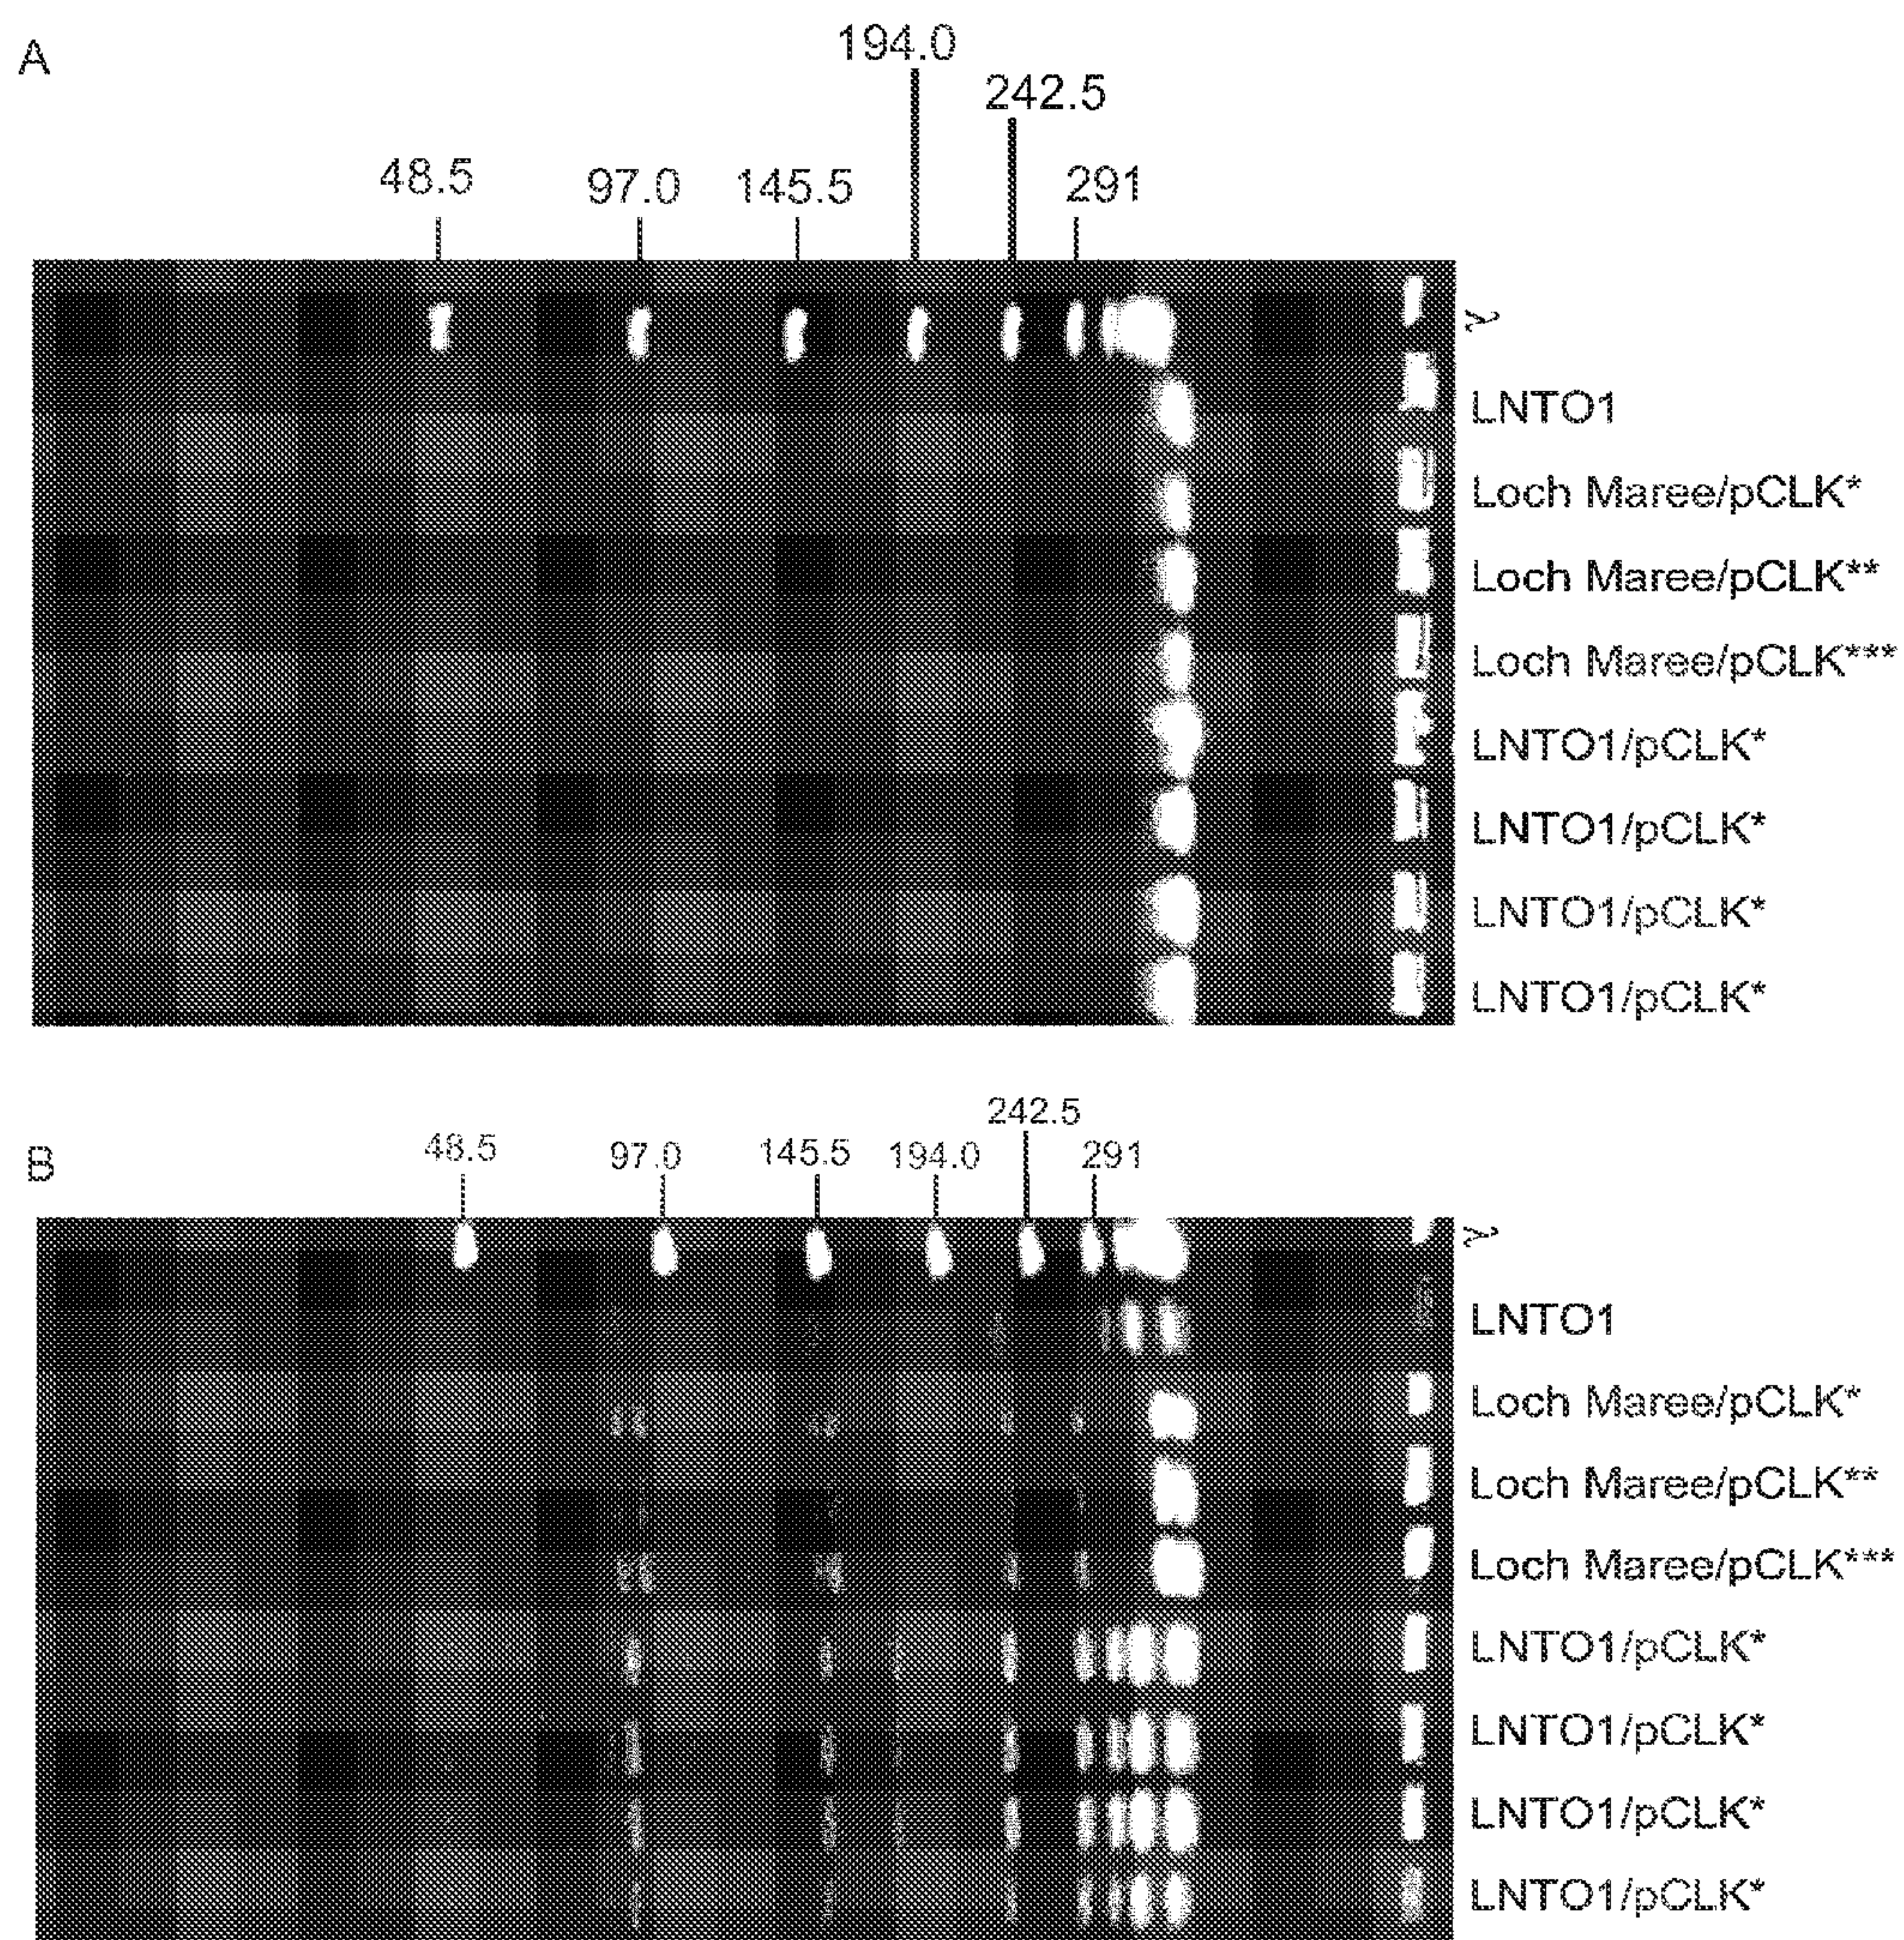 A
194.0
242.5
48.5
97.0
145.5
291
λ
LNTO1
Loch Maree/pCLK*
Loch Maree/pCLK**
Loch Maree/pCLK***
LNTO1/pCLK*
LNTO1/pCLK*
LNTO1/pCLK*
LNTO1/pCLK*
B
48.5
97.0
145.5
194.0
242.5
291
λ
LNTO1
Loch Maree/pCLK*
Loch Maree/pCLK**
Loch Maree/pCLK***
LNTO1/pCLK*
LNTO1/pCLK*
LNTO1/pCLK*
LNTO1/pCLK*